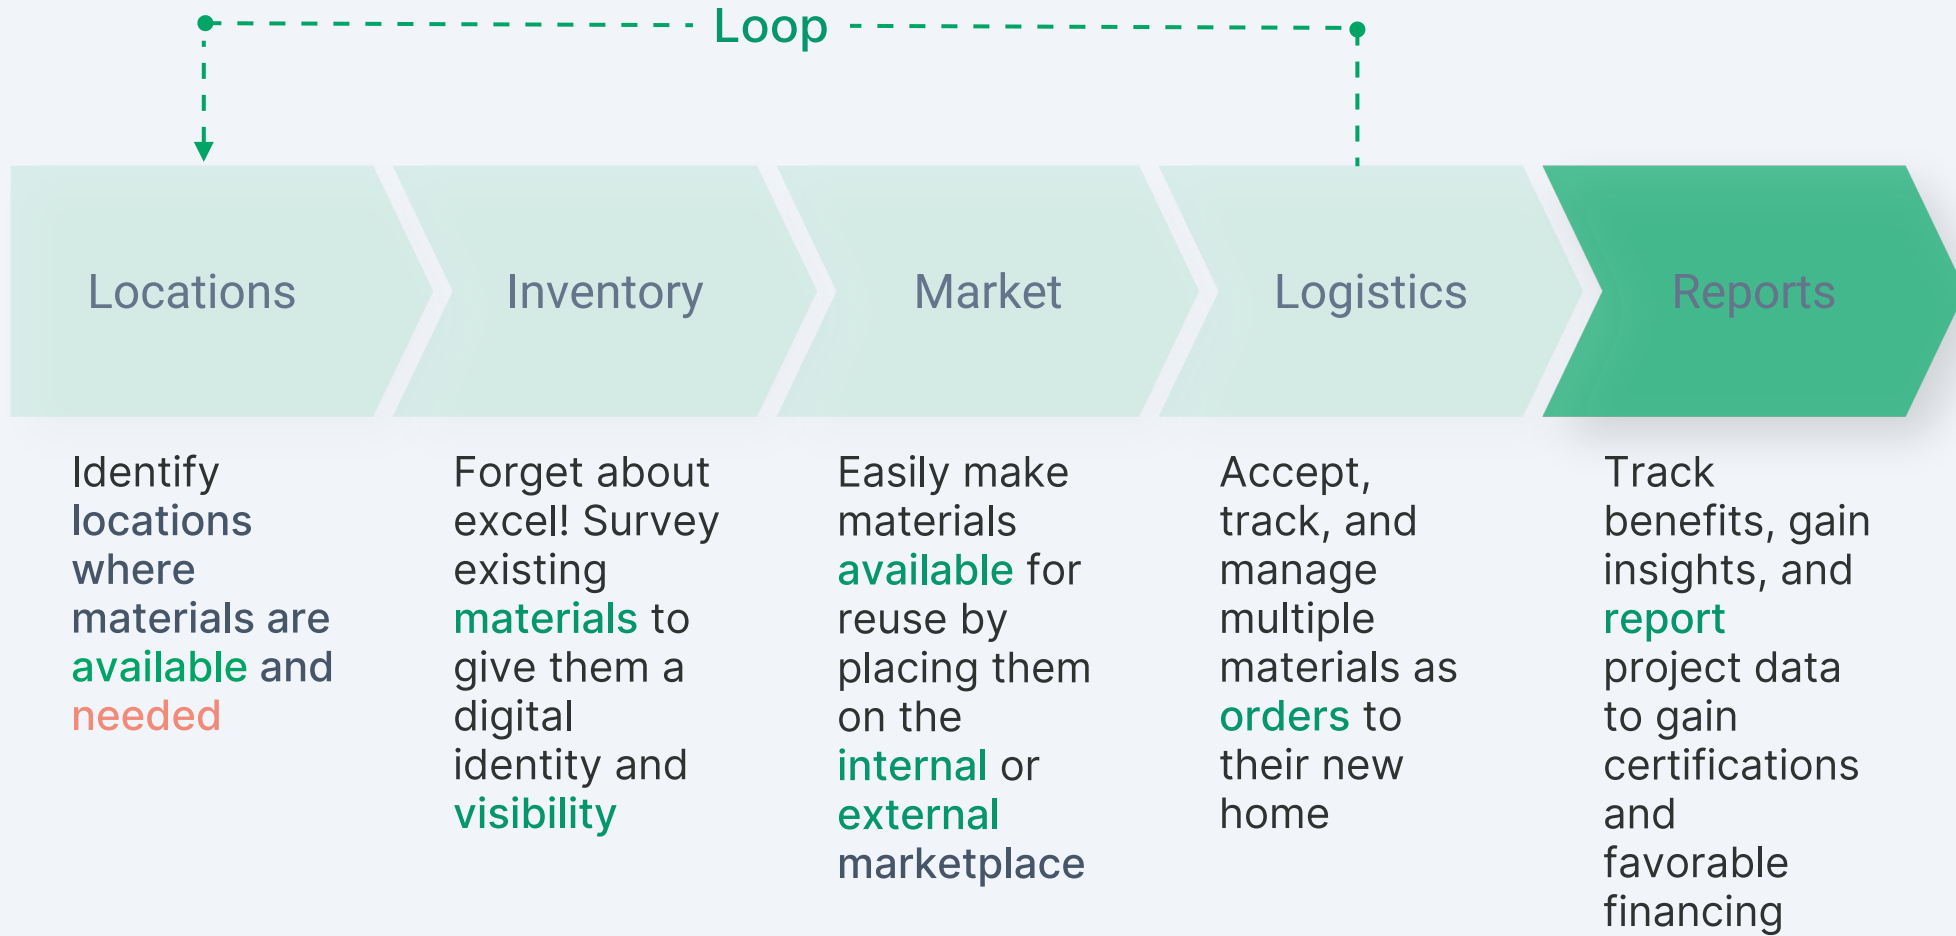 Loop
Locations
Inventory
Market
Logistics
Reports
Identify
locations
where
materials are
available and
needed
Forget about
excel! Survey
existing
materials to
give them a
digital
identity and
visibility
Easily make
materials
available for
reuse by
placing them
on the
internal or
external
marketplace
Accept,
track, and
manage
multiple
materials as
orders to
their new
home
Track
benefits, gain
insights, and
report
project data
to gain
certifications
and
favorable
financing